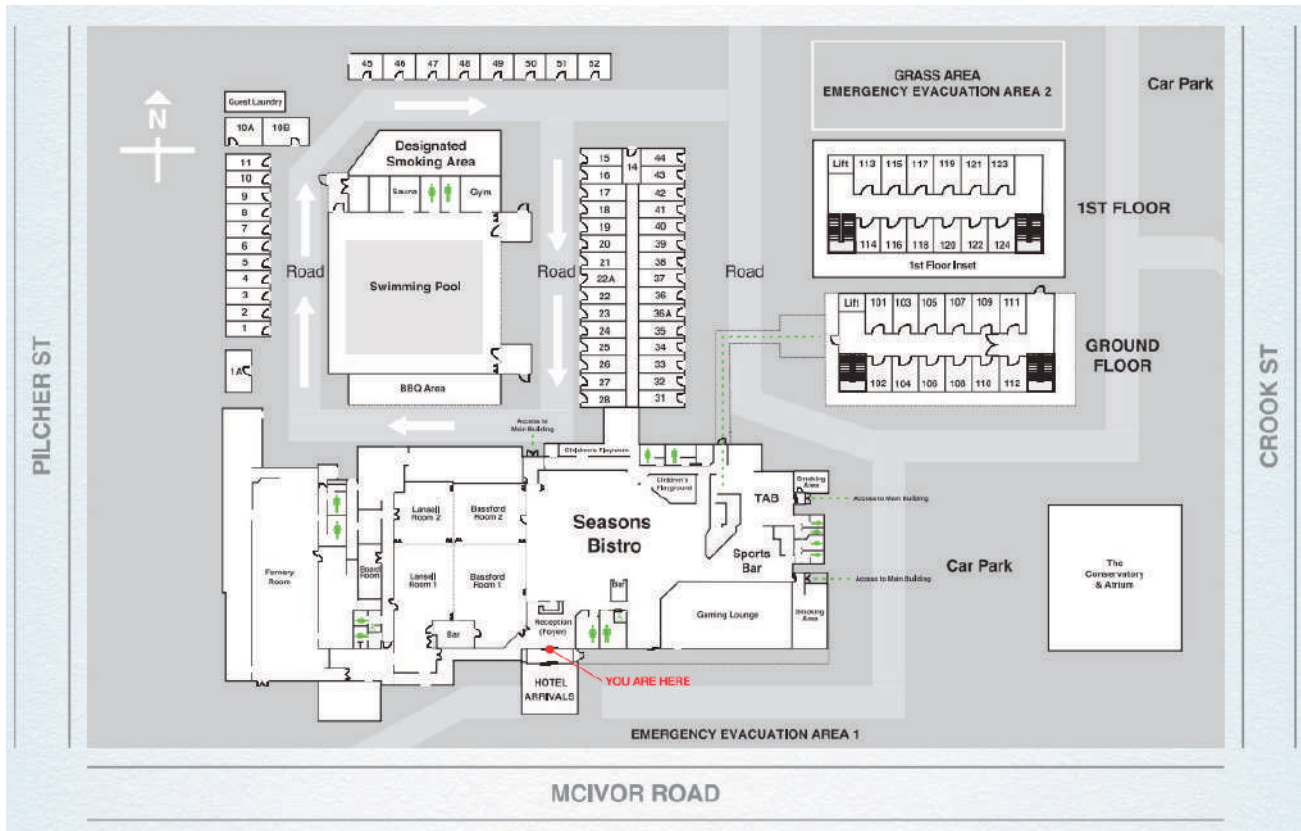 45 46 47 48 49 50 51 52
GRASS AREA
EMERGENCY EVACUATION AREA 2
Car Park
N
Guest Laundry
10A 10B
11
10
9
8
7
6
5
4
3
2
1
1A
Designated
Smoking Area
Sauna
Gym
Swimming Pool
BBQ Area
Road
Road
Road
14
15 44
16 43
17 42
18 41
19 40
20 39
21 38
22A 37
22 36
23 36A
24 35
25 34
26 33
27 32
28 31
Lift 113 115 117 119 121 123
114 116 118 120 122 124
1st Floor Inset
1ST FLOOR
Lift 101 103 105 107 109 111
102 104 106 108 110 112
GROUND
FLOOR
PILCHER ST
CROOK ST
Access to
Main Building
Children's Playroom
Children's
Playground
TAB
Smoking
Area
Access to Main Building
Lansell
Room 2
Bassford
Room 2
Seasons
Bistro
Sports
Bar
Car Park
The
Conservatory
& Atrium
Fernery
Room
Board
Room
Lansell
Room 1
Bassford
Room 1
Bar
Access to Main Building
Gaming Lounge
Smoking
Area
Bar
Reception
(Foyer)
YOU ARE HERE
HOTEL
ARRIVALS
EMERGENCY EVACUATION AREA 1
MCIVOR ROAD